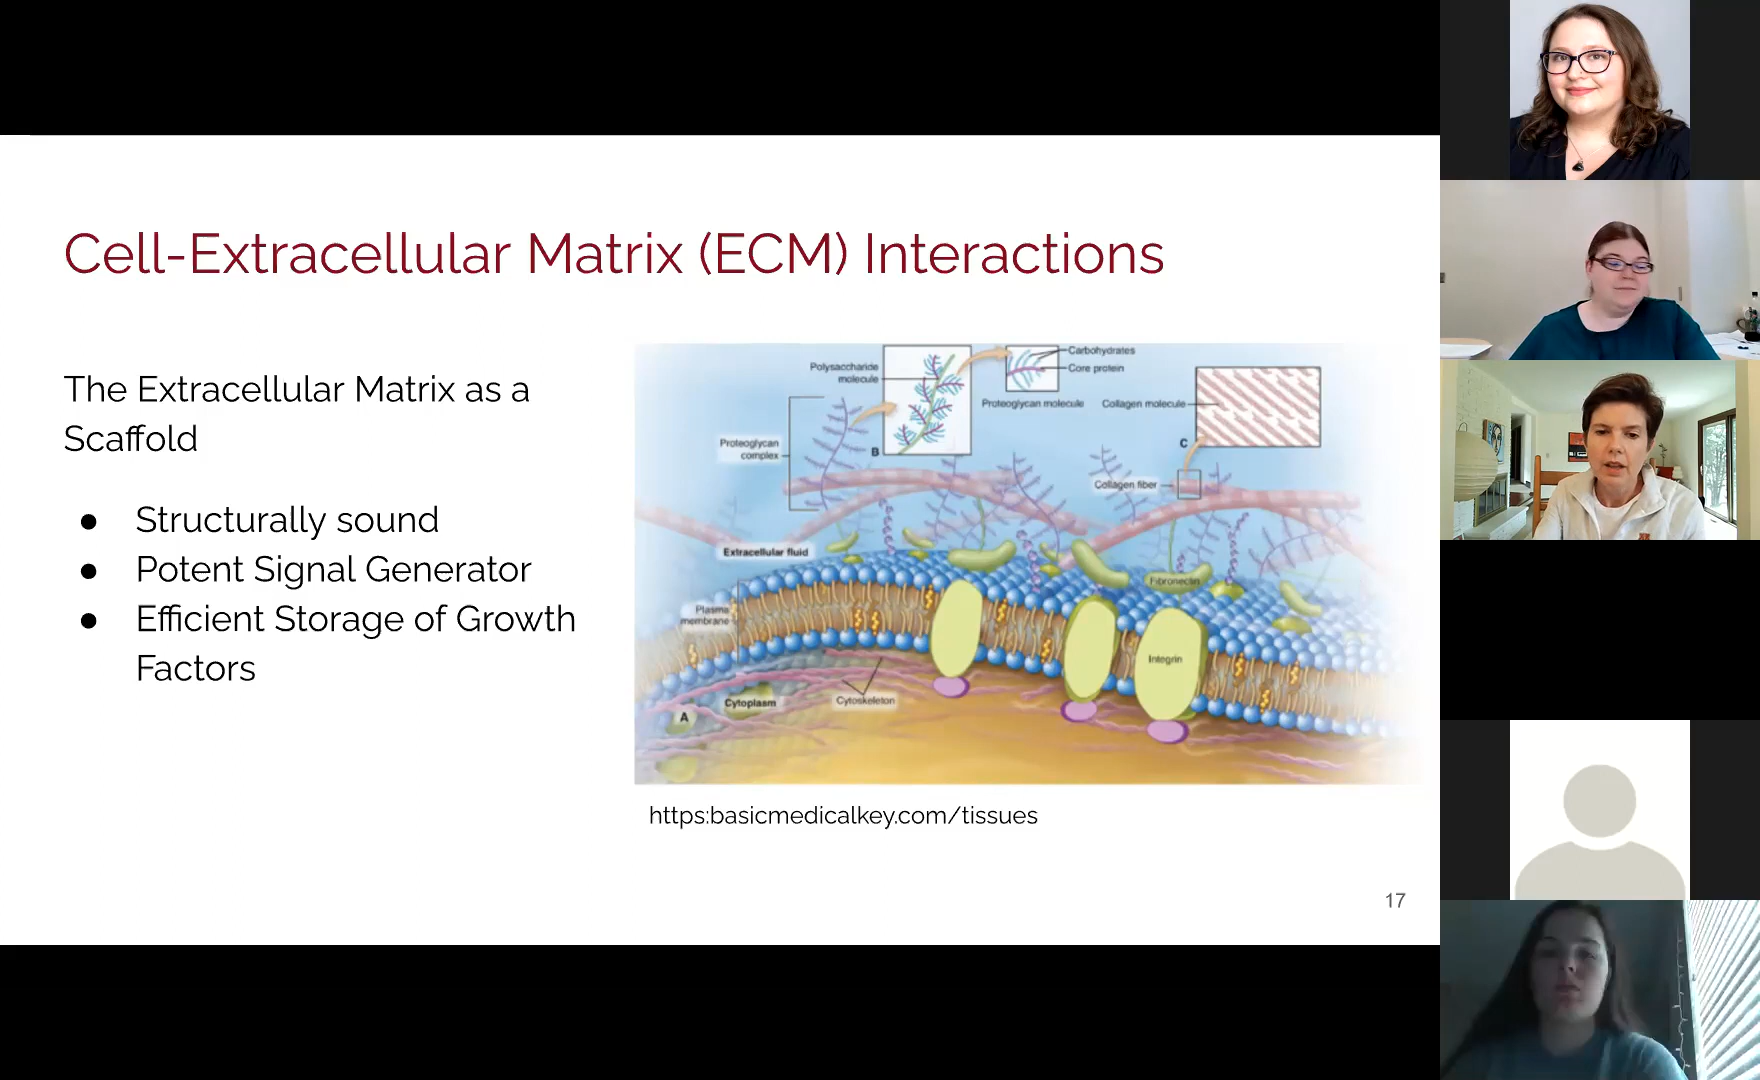 Cell-Extracellular Matrix (ECM) Interactions
The Extracellular Matrix as a
Scaffold
● Structurally sound
● Potent Signal Generator
● Efficient Storage of Growth
Factors
Polysaccharide
molecule
Carbohydrates
Core protein
Proteoglycan molecule
Collagen molecule
Proteoglycan
complex
B
C
Collagen fiber
Extracellular fluid
Fibronectin
Plasma
membrane
Integrin
Cytoplasm
Cytoskeleton
A
https:basicmedicalkey.com/tissues
17